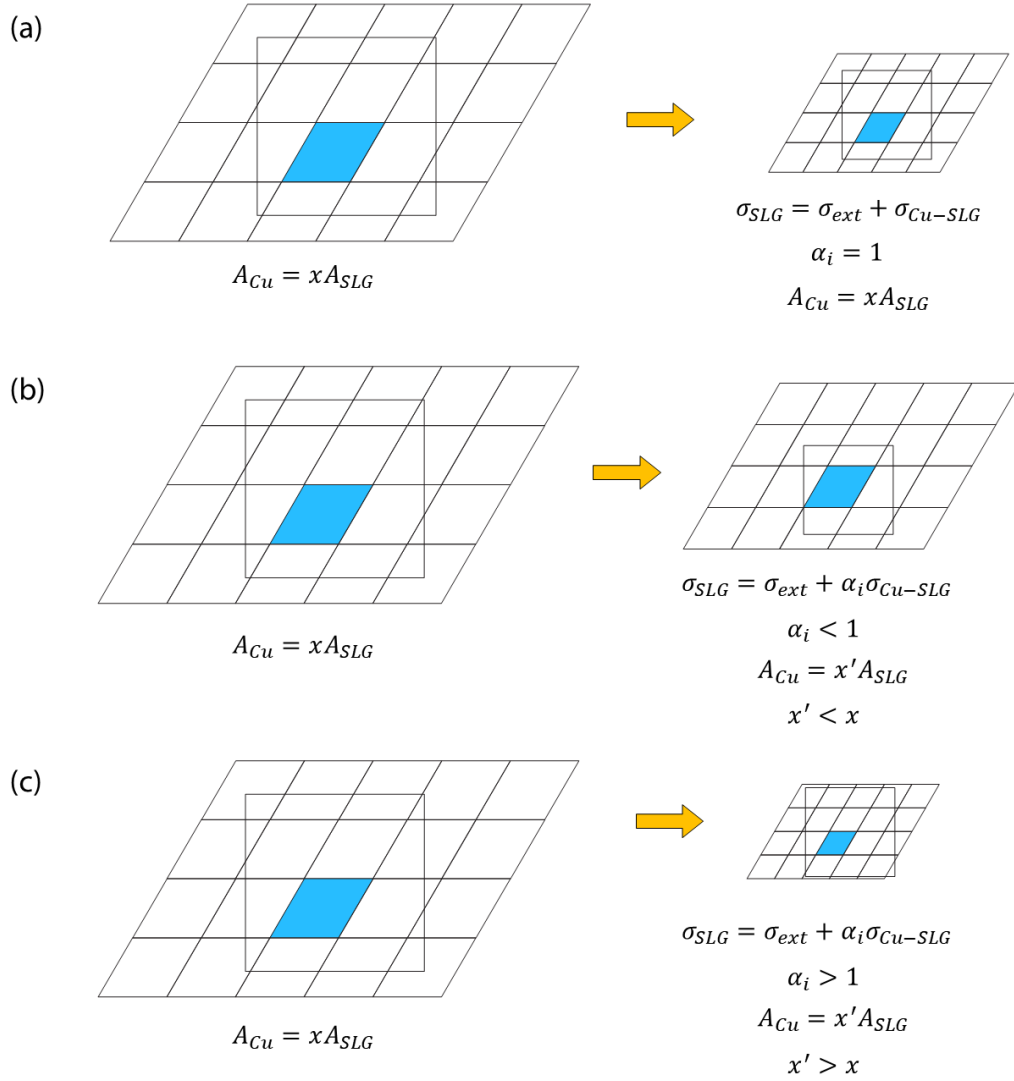 (a)
A_{Cu} = xA_{SLG}
σ_{SLG} = σ_{ext} + σ_{Cu−SLG}
α_i = 1
A_{Cu} = xA_{SLG}
(b)
A_{Cu} = xA_{SLG}
σ_{SLG} = σ_{ext} + α_iσ_{Cu−SLG}
α_i < 1
A_{Cu} = x′A_{SLG}
x′ < x
(c)
A_{Cu} = xA_{SLG}
σ_{SLG} = σ_{ext} + α_iσ_{Cu−SLG}
α_i > 1
A_{Cu} = x′A_{SLG}
x′ > x